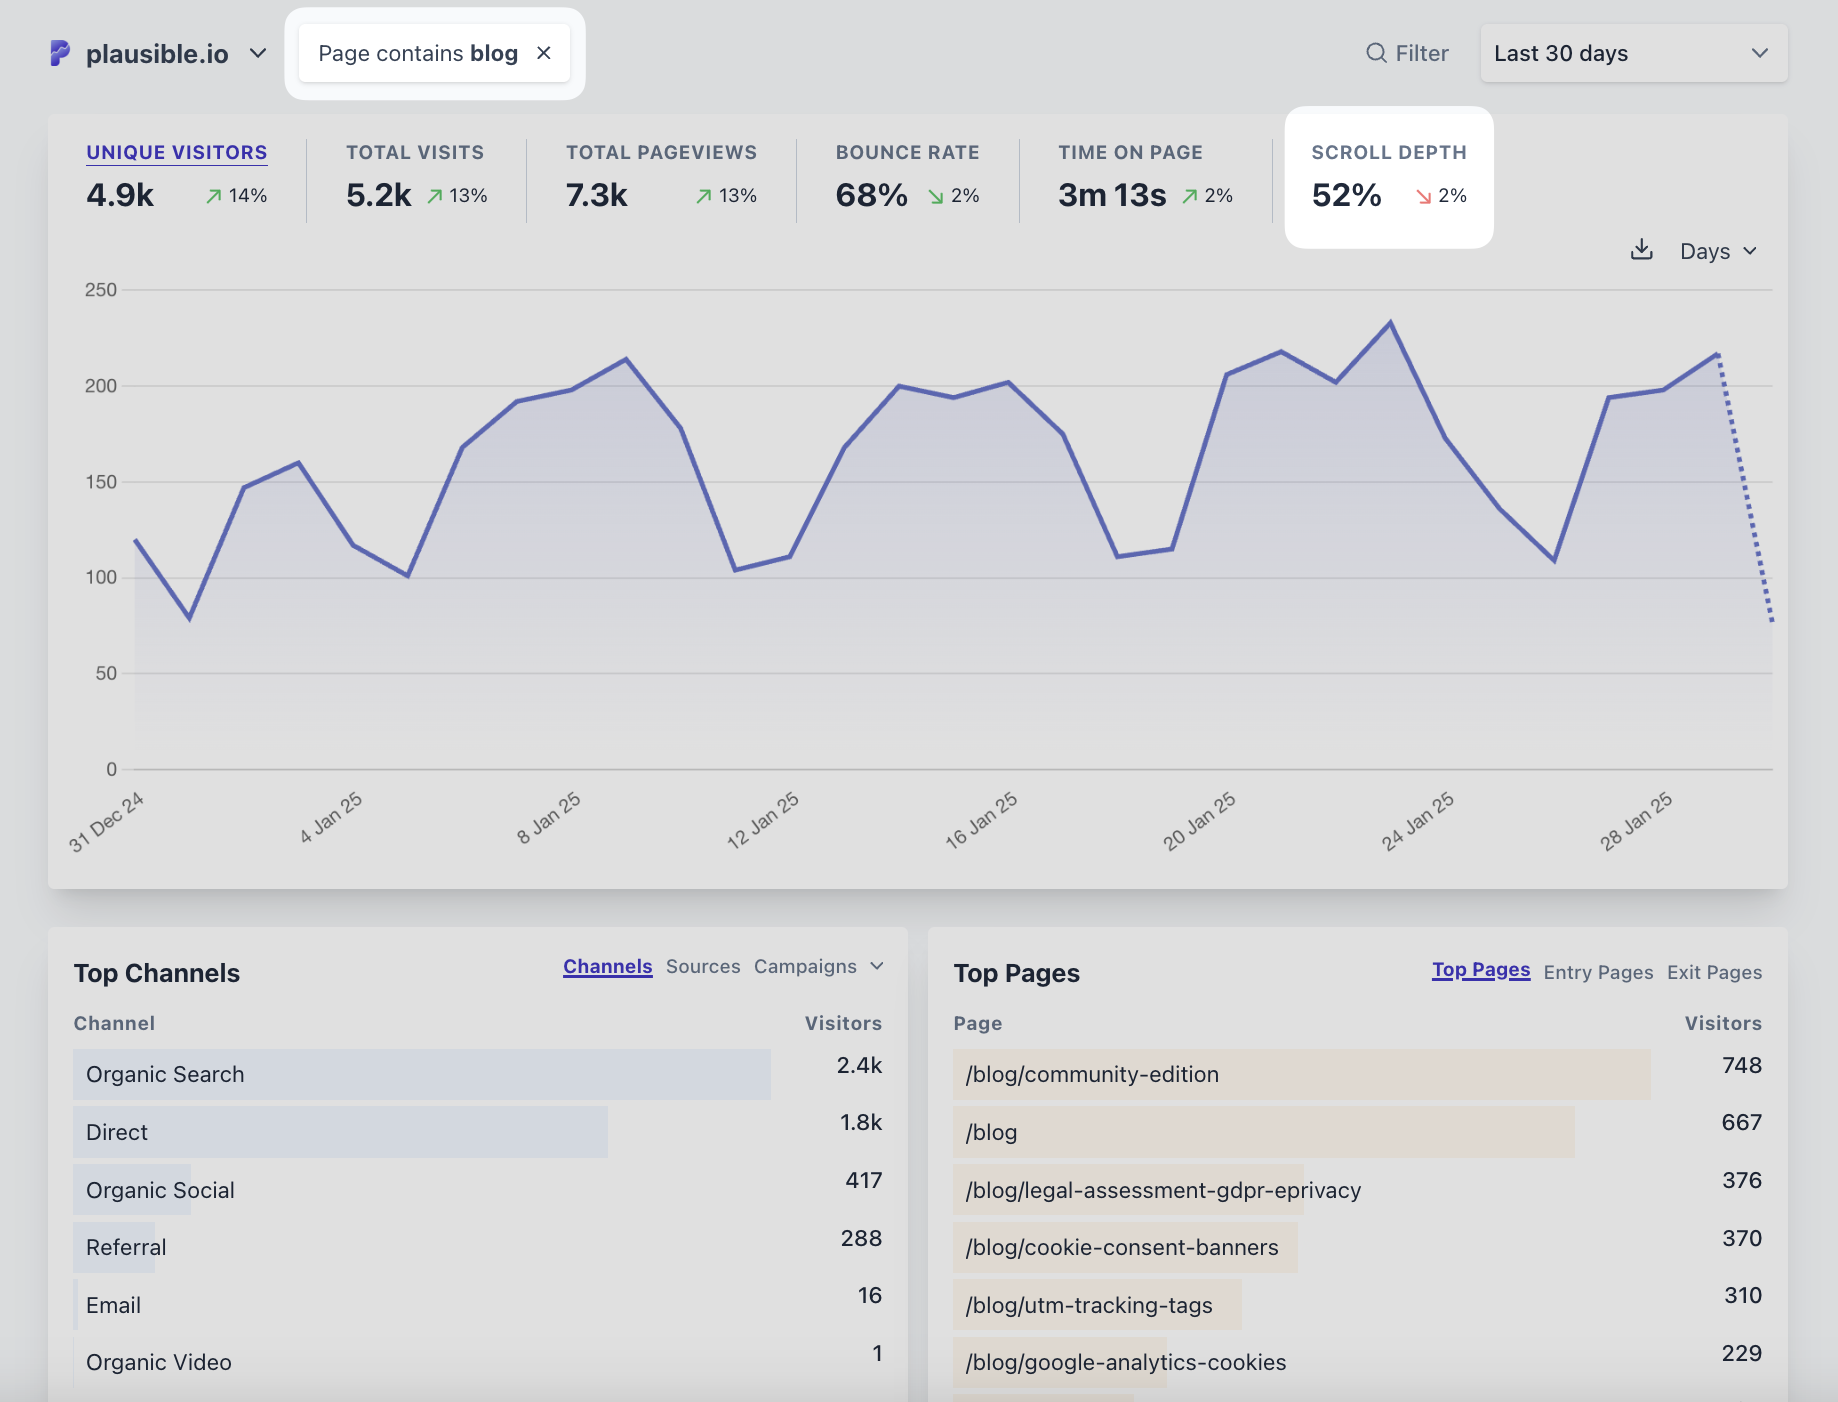 plausible.io
Page contains blog
Filter
Last 30 days
UNIQUE VISITORS
4.9k 14%
TOTAL VISITS
5.2k 13%
TOTAL PAGEVIEWS
7.3k 13%
BOUNCE RATE
68% 2%
TIME ON PAGE
3m 13s 2%
SCROLL DEPTH
52% 2%
Days
250
200
150
100
50
0
31 Dec 24
4 Jan 25
8 Jan 25
12 Jan 25
16 Jan 25
20 Jan 25
24 Jan 25
28 Jan 25
Top Channels
Channels Sources Campaigns
Channel Visitors
Organic Search 2.4k
Direct 1.8k
Organic Social 417
Referral 288
Email 16
Organic Video 1
Top Pages
Top Pages Entry Pages Exit Pages
Page Visitors
/blog/community-edition 748
/blog 667
/blog/legal-assessment-gdpr-eprivacy 376
/blog/cookie-consent-banners 370
/blog/utm-tracking-tags 310
/blog/google-analytics-cookies 229